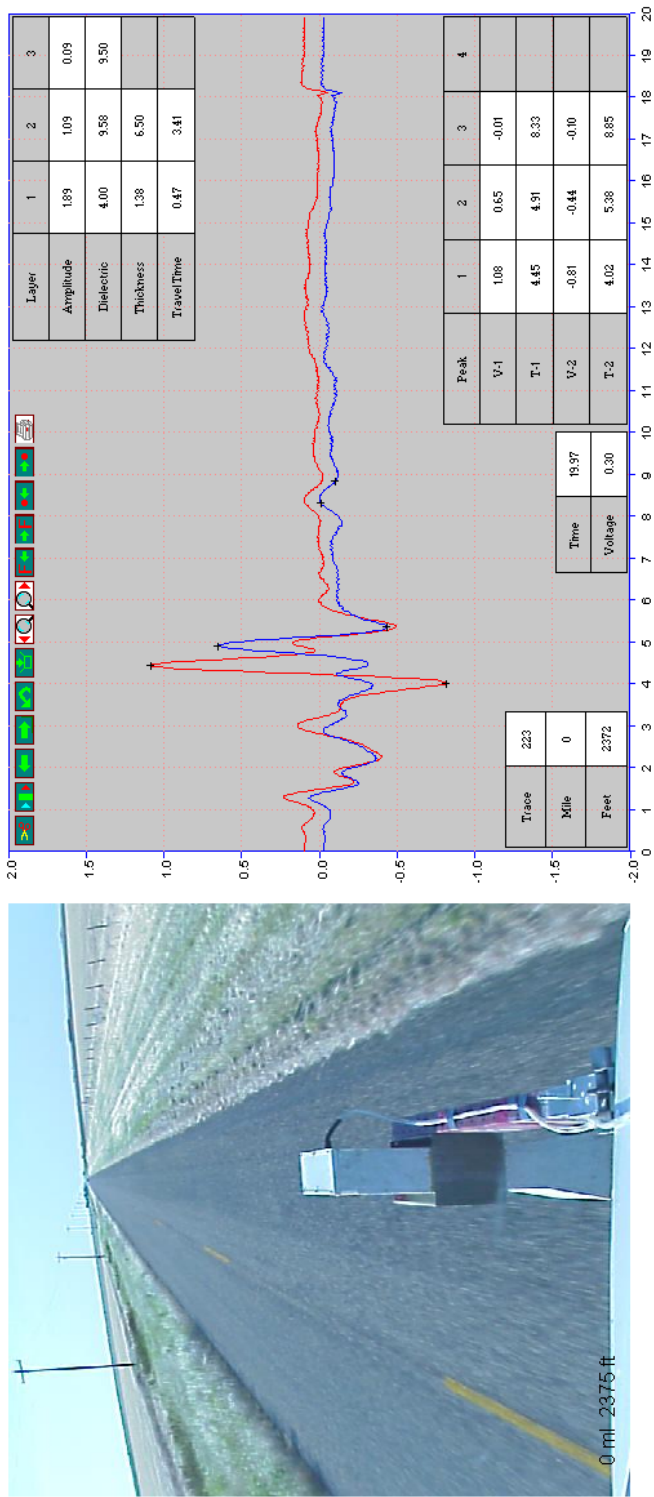 0 ml 2375 ft
2.0
1.5
1.0
0.5
0.0
-0.5
-1.0
-1.5
-2.0
0 1 2 3 4 5 6 7 8 9 10 11 12 13 14 15 16 17 18 19 20
F F
Layer 1 2 3
Amplitude 1.89 1.09 0.09
Dielectric 4.00 9.58 9.50
Thickness 1.38 6.50
Travel Time 0.47 3.41
Trace 223
Mile 0
Feet 2372
Time 19.97
Voltage 0.30
Peak 1 2 3 4
V-1 1.08 0.65 -0.01
T-1 4.45 4.91 8.33
V-2 -0.81 -0.44 -0.10
T-2 4.02 5.38 8.85